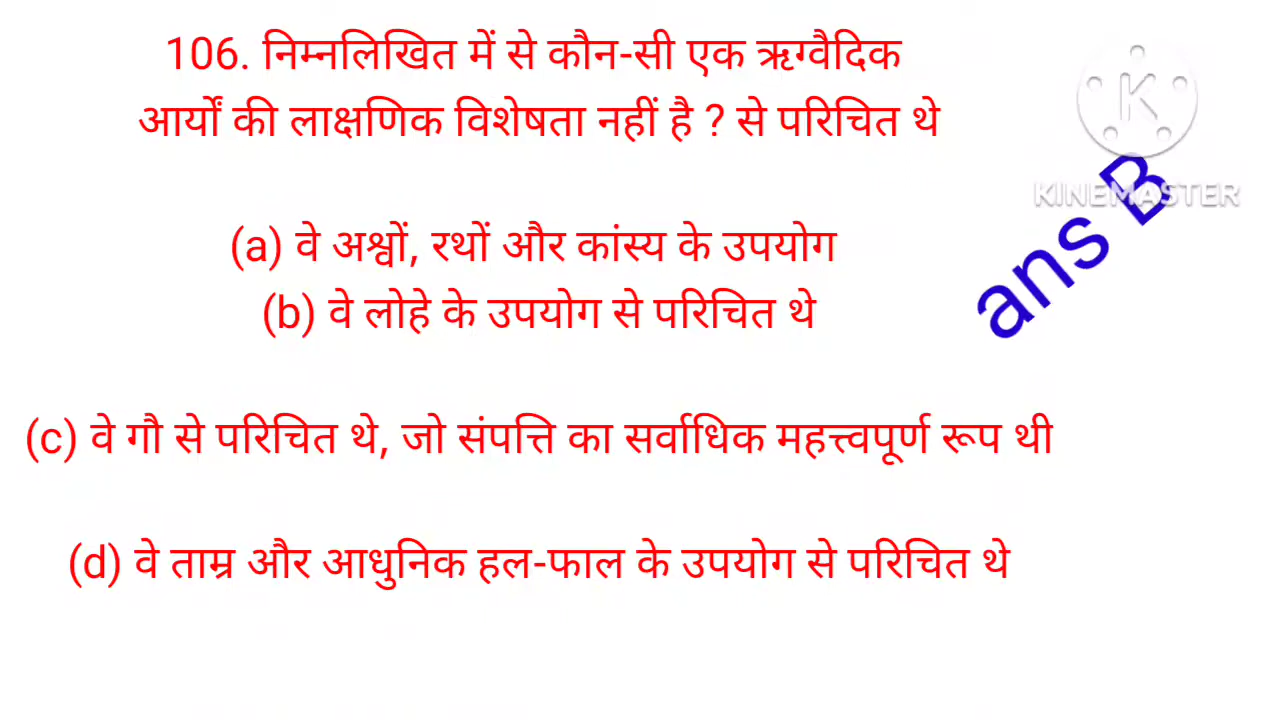 106. निम्नलिखित में से कौन-सी एक ऋग्वैदिक
आर्यों की लाक्षणिक विशेषता नहीं है ? से परिचित थे
(a) वे अश्वों, रथों और कांस्य के उपयोग
(b) वे लोहे के उपयोग से परिचित थे
(c) वे गौ से परिचित थे, जो संपत्ति का सर्वाधिक महत्त्वपूर्ण रूप थी
(d) वे ताम्र और आधुनिक हल-फाल के उपयोग से परिचित थे
ans B
K
KINEMASTER